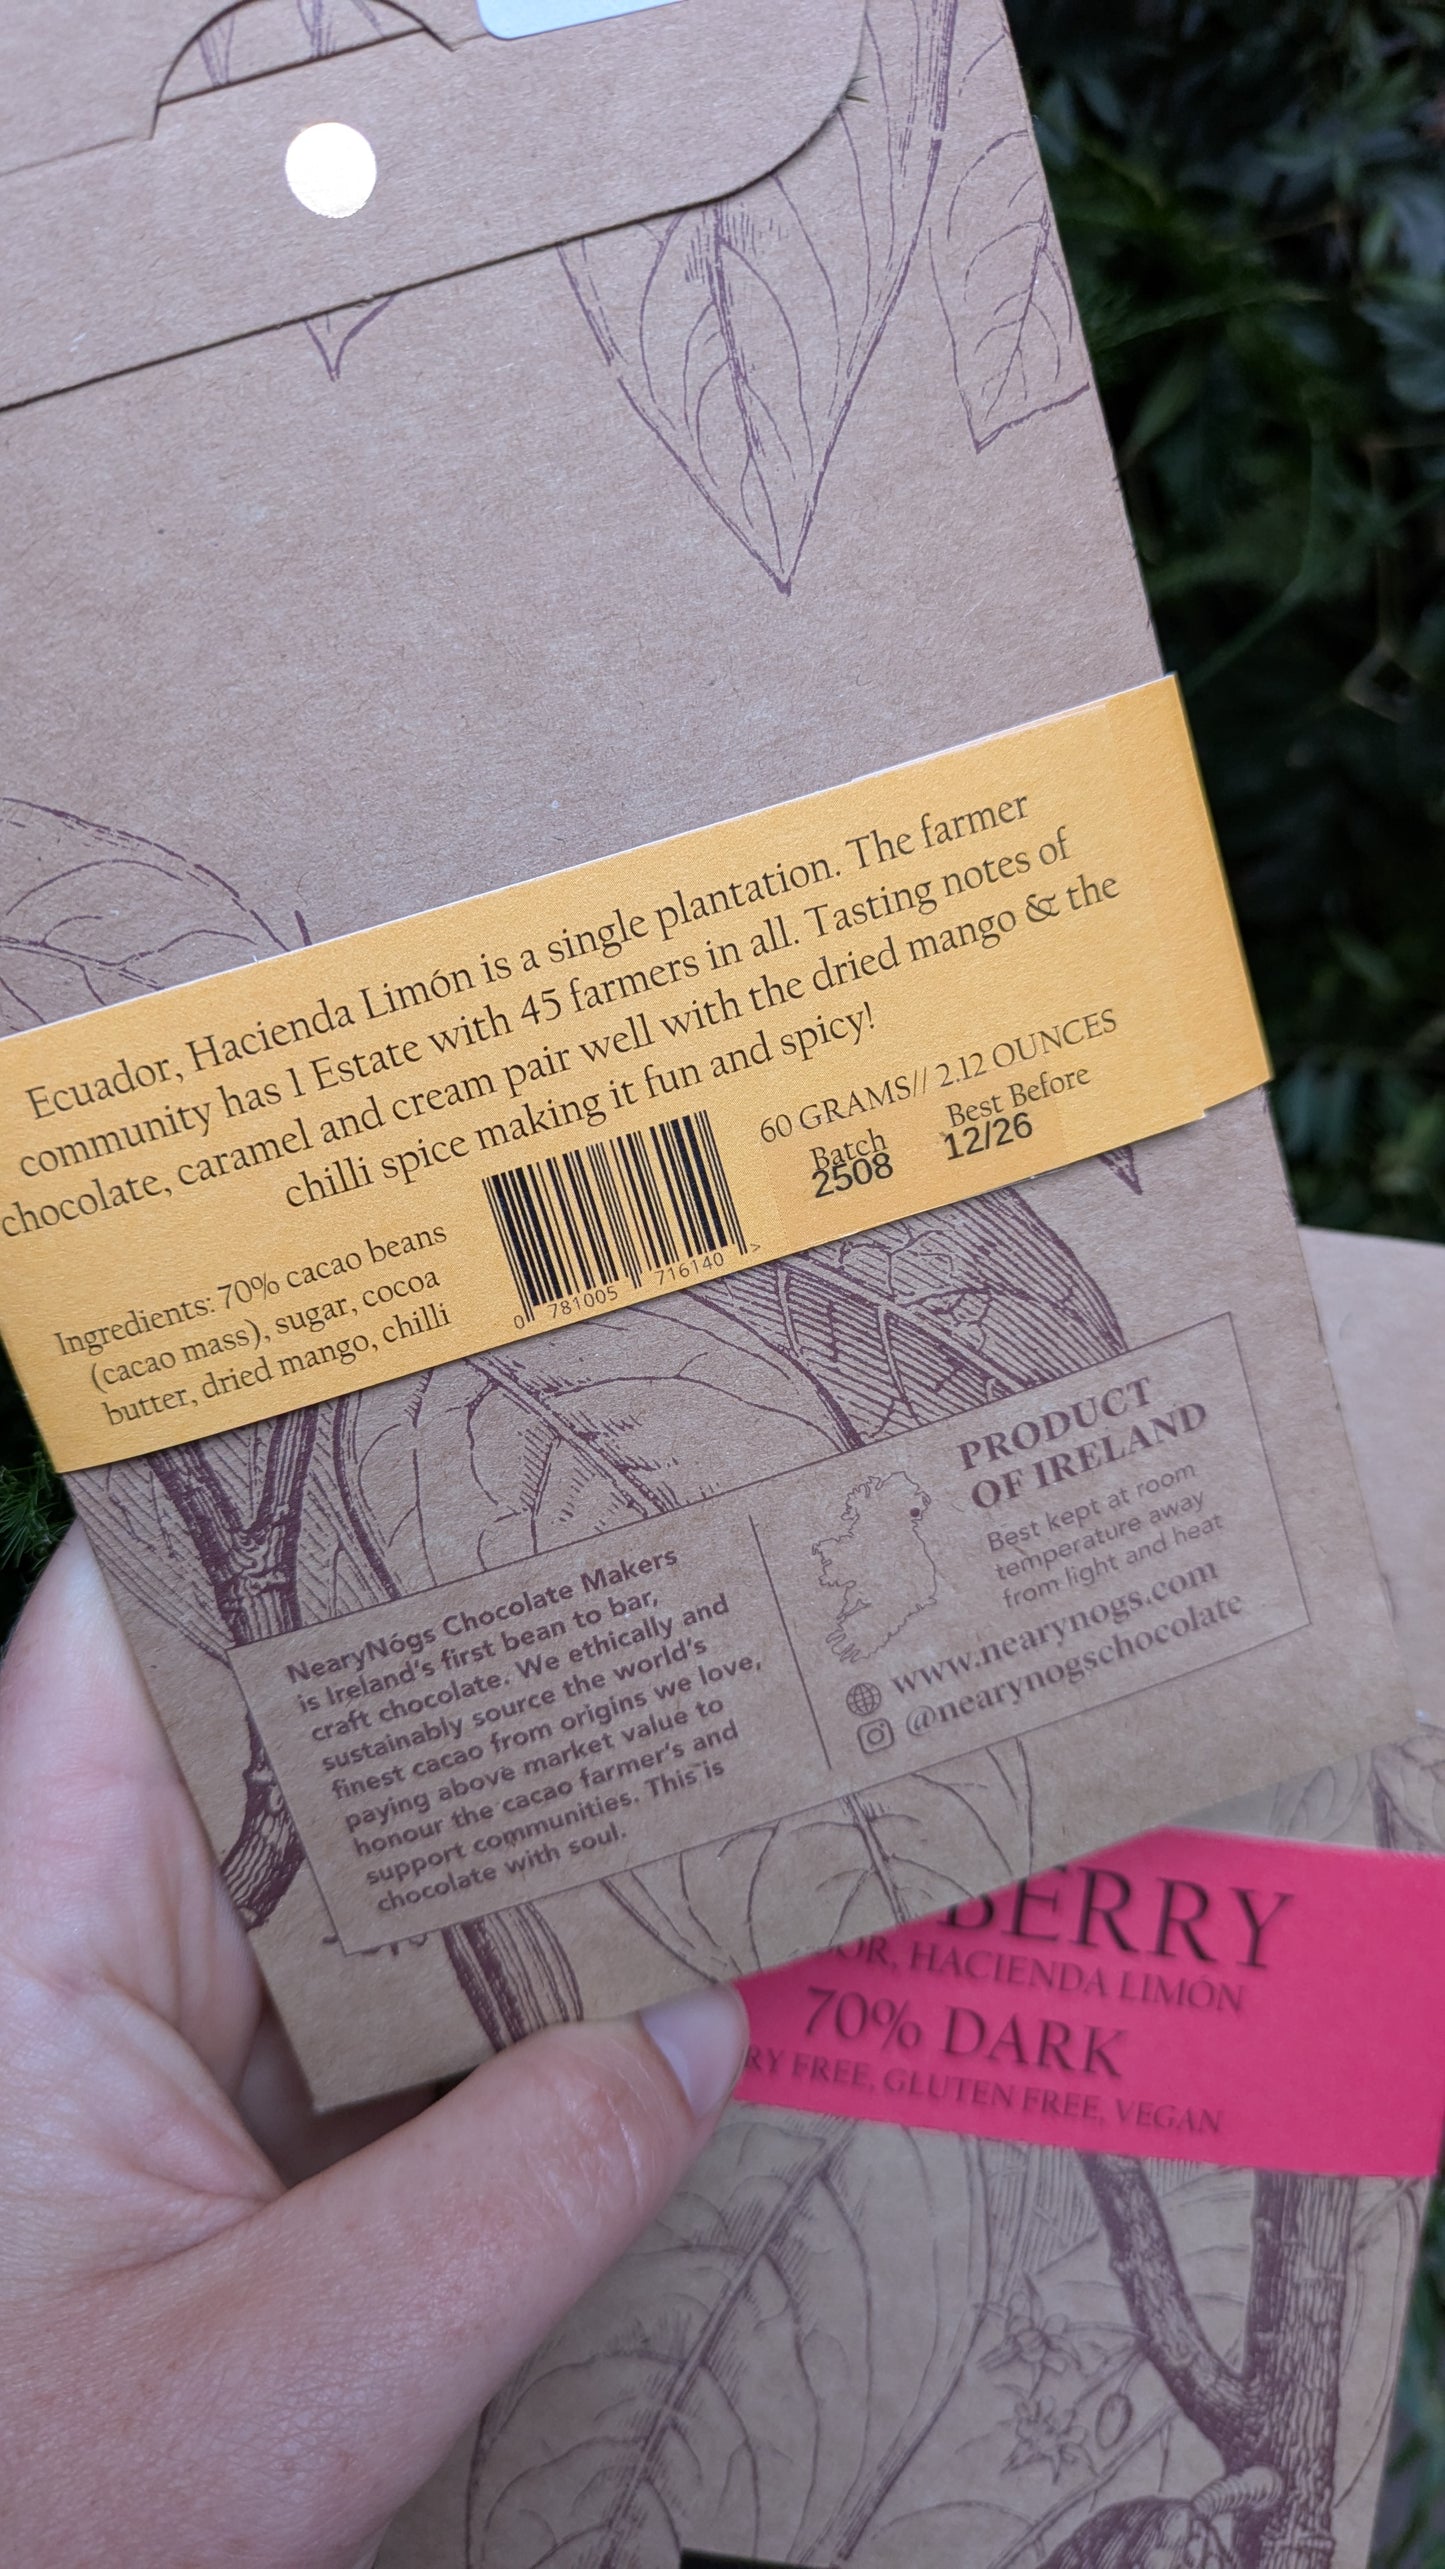 Ecuador, Hacienda Limón is a single plantation. The farmer
community has 1 Estate with 45 farmers in all. Tasting notes of
chocolate, caramel and cream pair well with the dried mango & the
chilli spice making it fun and spicy!
Ingredients: 70% cacao beans
(cacao mass), sugar, cocoa
butter, dried mango, chilli
0 781005 716140 >
60 GRAMS// 2.12 OUNCES
Batch
2508
Best Before
12/26
NearyNógs Chocolate Makers
is Ireland's first bean to bar,
craft chocolate. We ethically and
sustainably source the world's
finest cacao from origins we love,
paying above market value to
honour the cacao farmer's and
support communities. This is
chocolate with soul.
PRODUCT
OF IRELAND
Best kept at room
temperature away
from light and heat
www.nearynogs.com
@nearynogschocolate
BERRY
OR, HACIENDA LIMÓN
70% DARK
RY FREE, GLUTEN FREE, VEGAN